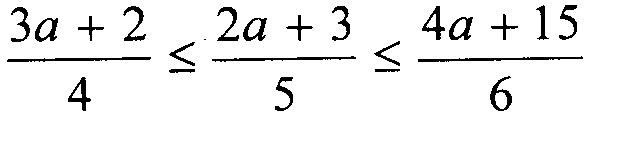 (3a + 2)/4 ≤ (2a + 3)/5 ≤ (4a + 15)/6